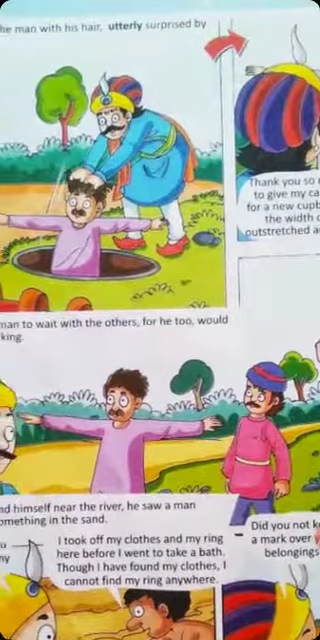 he man with his hair, utterly surprised by
Thank you so
to give my ca
for a new cupb
the width
outstretched a
man to wait with the others, for he too, would
king.
nd himself near the river, he saw a man
omething in the sand.
I took off my clothes and my ring
here before I went to take a bath.
Though I have found my clothes, I
cannot find my ring anywhere.
Did you not k
a mark over
belongings